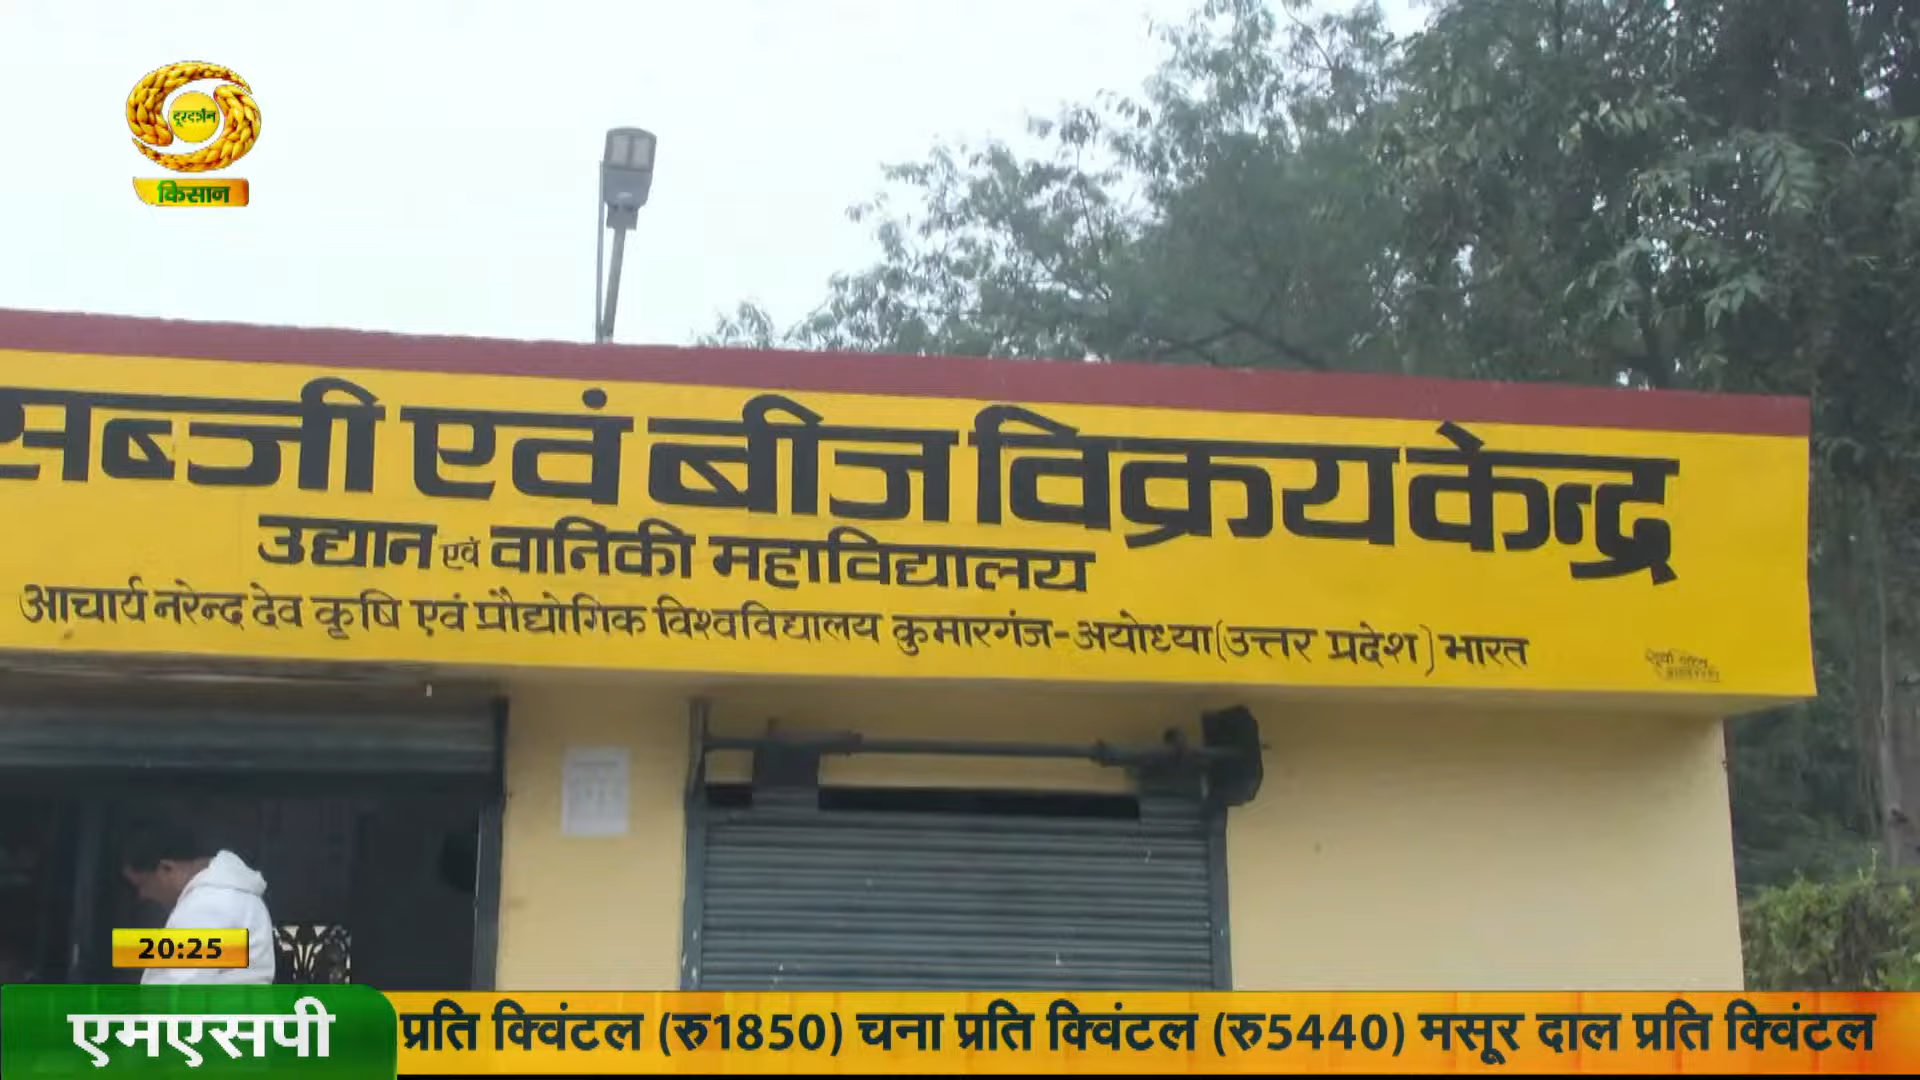 दूरदर्शन
किसान
सब्जी एवं बीज विक्रय केन्द्र
उद्यान एवं वानिकी महाविद्यालय
आचार्य नरेन्द्र देव कृषि एवं प्रौद्योगिक विश्वविद्यालय कुमारगंज-अयोध्या(उत्तर प्रदेश) भारत
20:25
एमएसपी
प्रति क्विंटल (रु1850) चना प्रति क्विंटल (रु5440) मसूर दाल प्रति क्विंटल